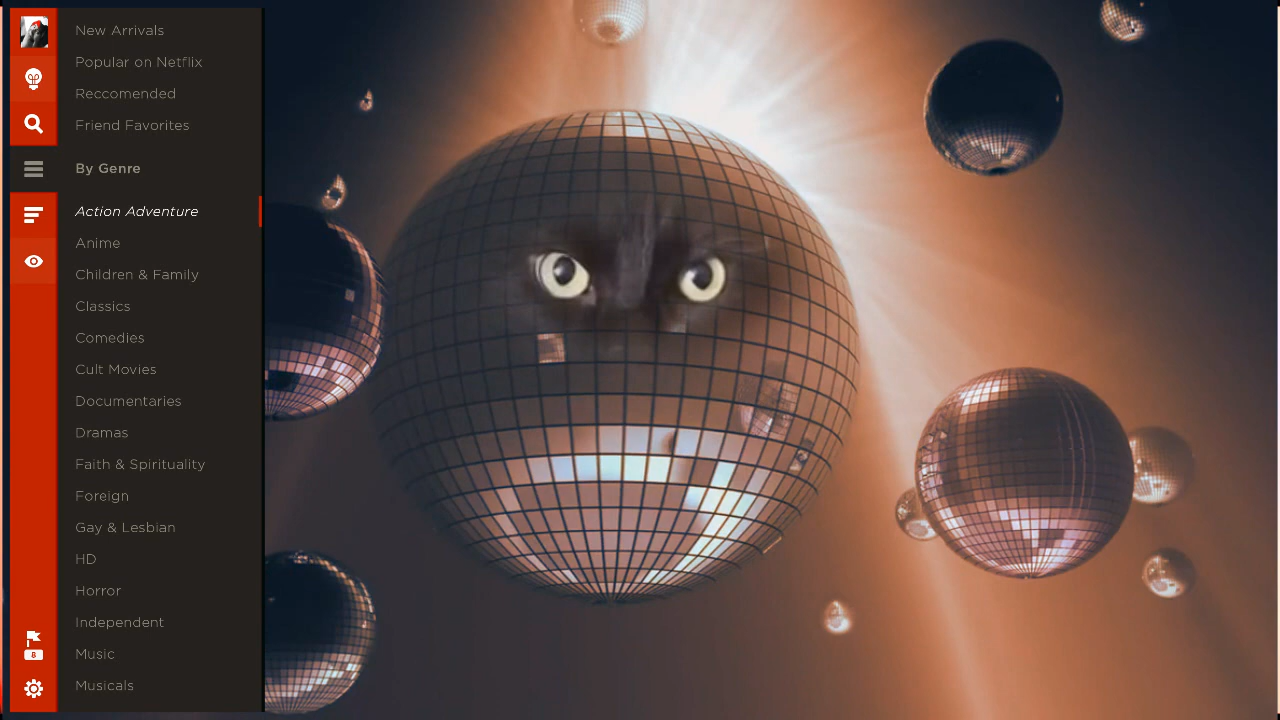 New Arrivals
Popular on Netflix
Reccomended
Friend Favorites
By Genre
Action Adventure
Anime
Children & Family
Classics
Comedies
Cult Movies
Documentaries
Dramas
Faith & Spirituality
Foreign
Gay & Lesbian
HD
Horror
Independent
Music
8
Musicals